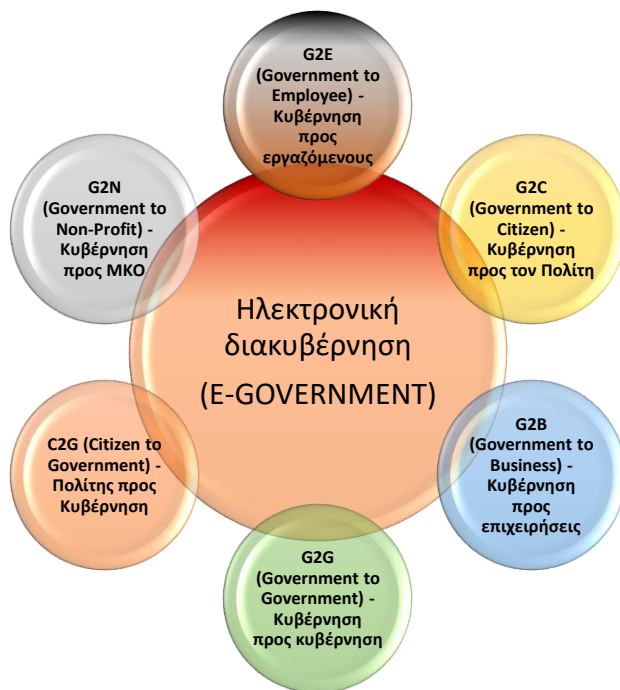 G2E
(Government to
Employee) -
Κυβέρνηση
προς
εργαζόμενους
G2C
(Government to
Citizen) -
Κυβέρνηση
προς τον Πολίτη
G2B
(Government to
Business) -
Κυβέρνηση
προς
επιχειρήσεις
G2G
(Government to
Government) -
Κυβέρνηση
προς κυβέρνηση
C2G (Citizen to
Government) -
Πολίτης προς
Κυβέρνηση
G2N
(Government to
Non-Profit) -
Κυβέρνηση
προς ΜΚΟ
Ηλεκτρονική
διακυβέρνηση
(E-GOVERNMENT)